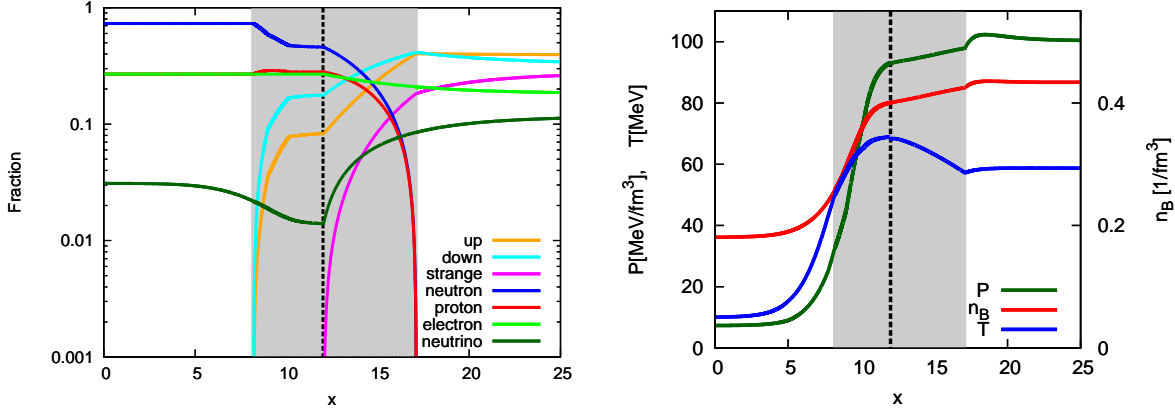 1
0.1
0.01
0.001
Fraction
0 5 10 15 20 25
x
up
down
strange
neutron
proton
electron
neutrino
100
80
60
40
20
0
P[MeV/fm³], T[MeV]
0.4
0.2
0
n_B [1/fm³]
0 5 10 15 20 25
x
P
n_B
T